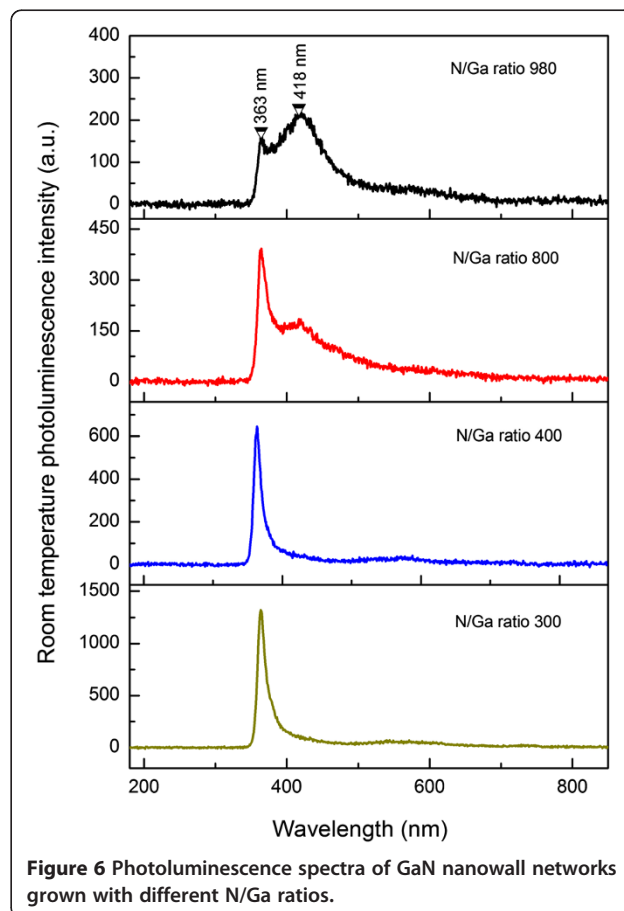 Room temperature photoluminescence intensity (a.u.)
400
300
200
100
0
363 nm
418 nm
N/Ga ratio 980
450
300
150
0
N/Ga ratio 800
600
400
200
0
N/Ga ratio 400
1500
1000
500
0
N/Ga ratio 300
200
400
600
800
Wavelength (nm)
Figure 6 Photoluminescence spectra of GaN nanowall networks
grown with different N/Ga ratios.